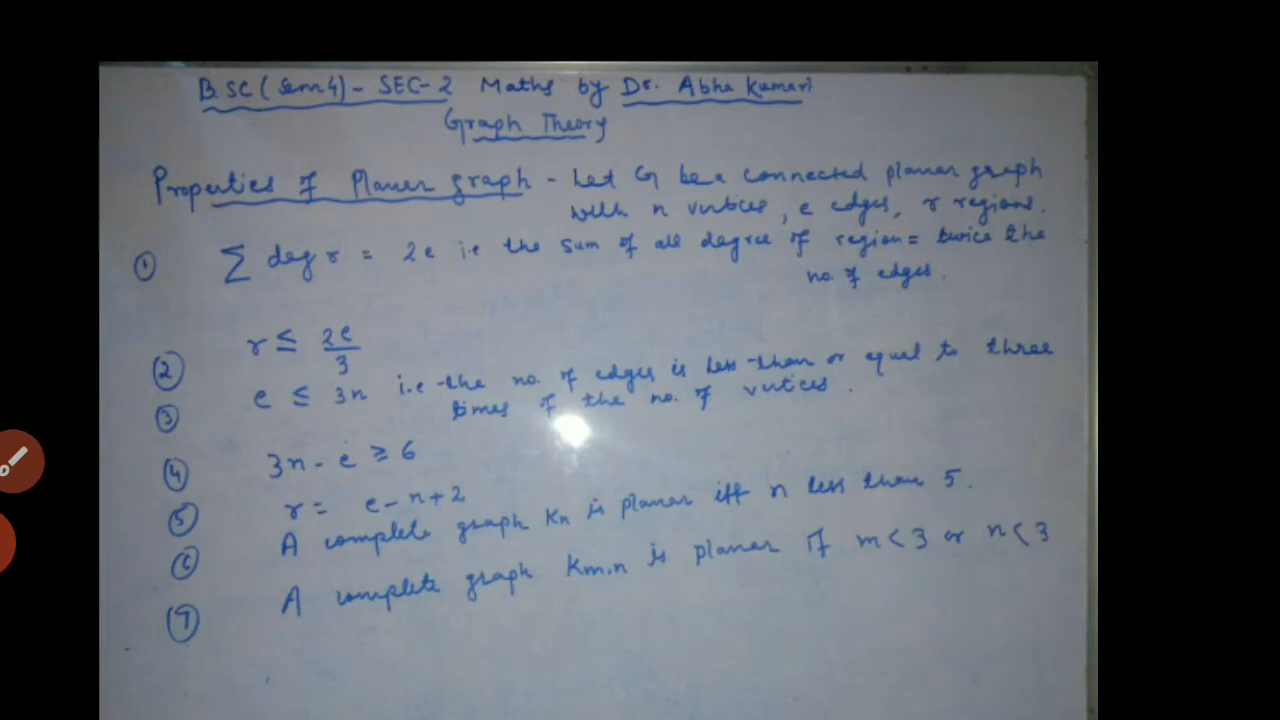 B.SC (Sem 4) - SEC-2 Maths by Dr. Abha Kumari
Graph Theory
Properties of Planer graph - Let G be a connected planar graph
with n vertices, e edges, r regions.
① ∑ deg r = 2e i.e the sum of all degree of region = twice the
no. of edges.
② r ≤ 2e/3
③ e ≤ 3n i.e the no. of edges is less than or equal to three
times of the no. of vertices.
④ 3n - e ≥ 6
⑤ r = e - n + 2
⑥ A complete graph Kn is planar iff n less than 5.
⑦ A complete graph Km,n is planar if m < 3 or n < 3